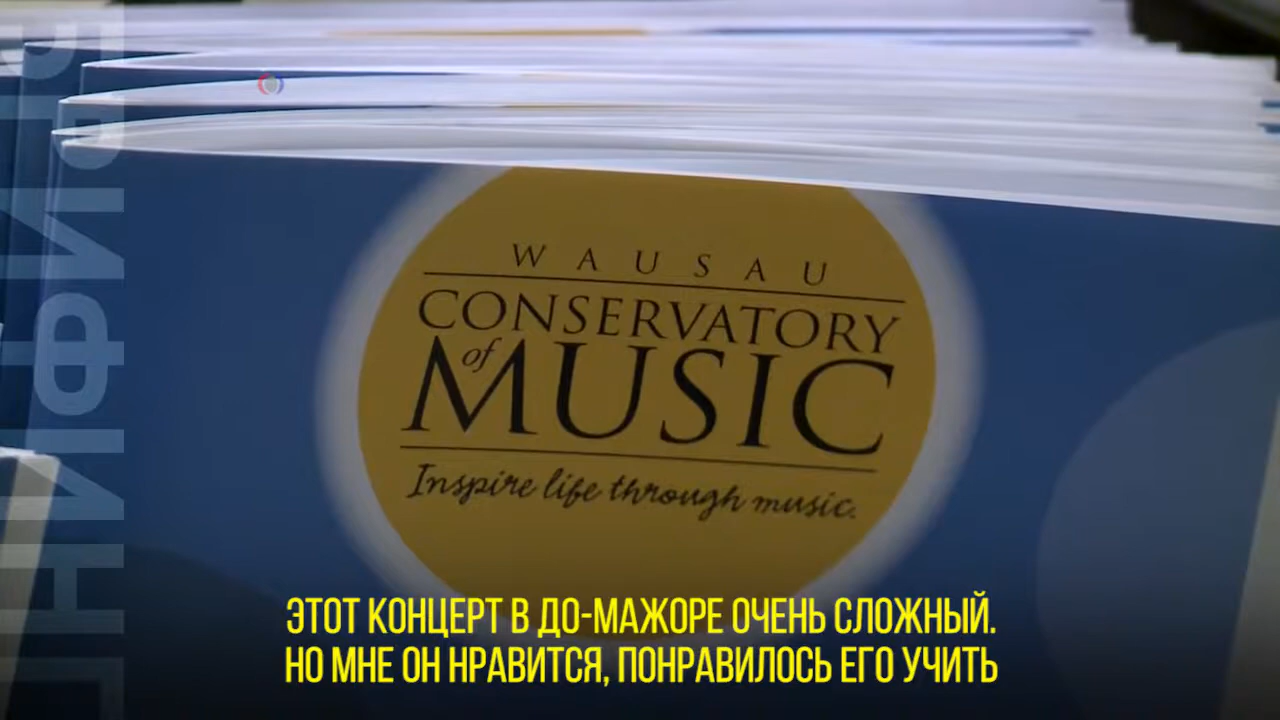 WAUSAU
CONSERVATORY
of
MUSIC
Inspire life through music.
ЭТОТ КОНЦЕРТ В ДО-МАЖОРЕ ОЧЕНЬ СЛОЖНЫЙ.
НО МНЕ ОН НРАВИТСЯ, ПОНРАВИЛОСЬ ЕГО УЧИТЬ